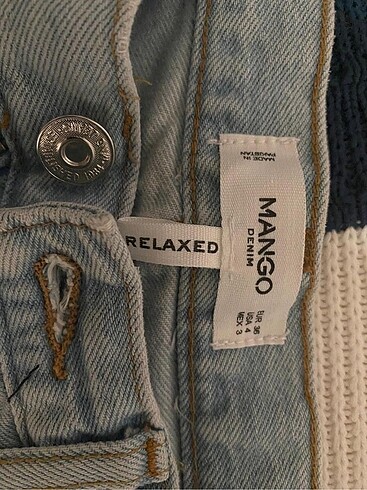 MADE IN
PAKISTAN
MANGO
DENIM
EUR 36
USA 4
MEX 3
RELAXED